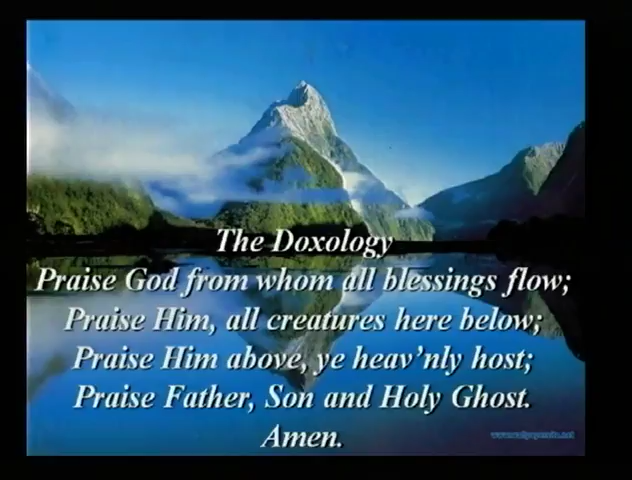 The Doxology
Praise God from whom all blessings flow;
Praise Him, all creatures here below;
Praise Him above, ye heav’nly host;
Praise Father, Son and Holy Ghost.
Amen.